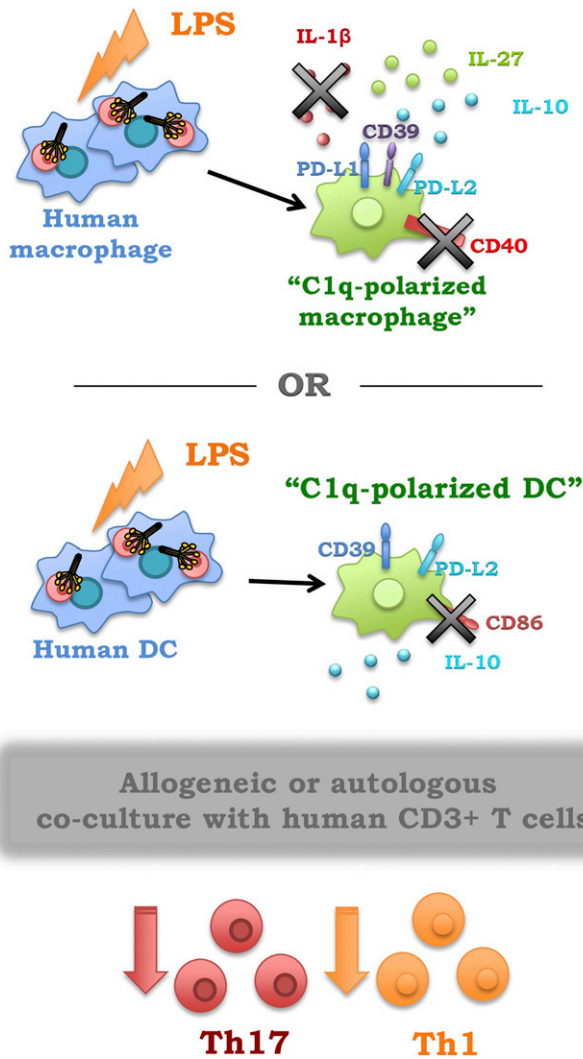 LPS
IL-1β
IL-27
IL-10
CD39
PD-L1
PD-L2
Human
macrophage
CD40
“C1q-polarized
macrophage”
OR
LPS
“C1q-polarized DC”
CD39
PD-L2
CD86
Human DC
IL-10
Allogeneic or autologous
co-culture with human CD3+ T cells
Th17
Th1